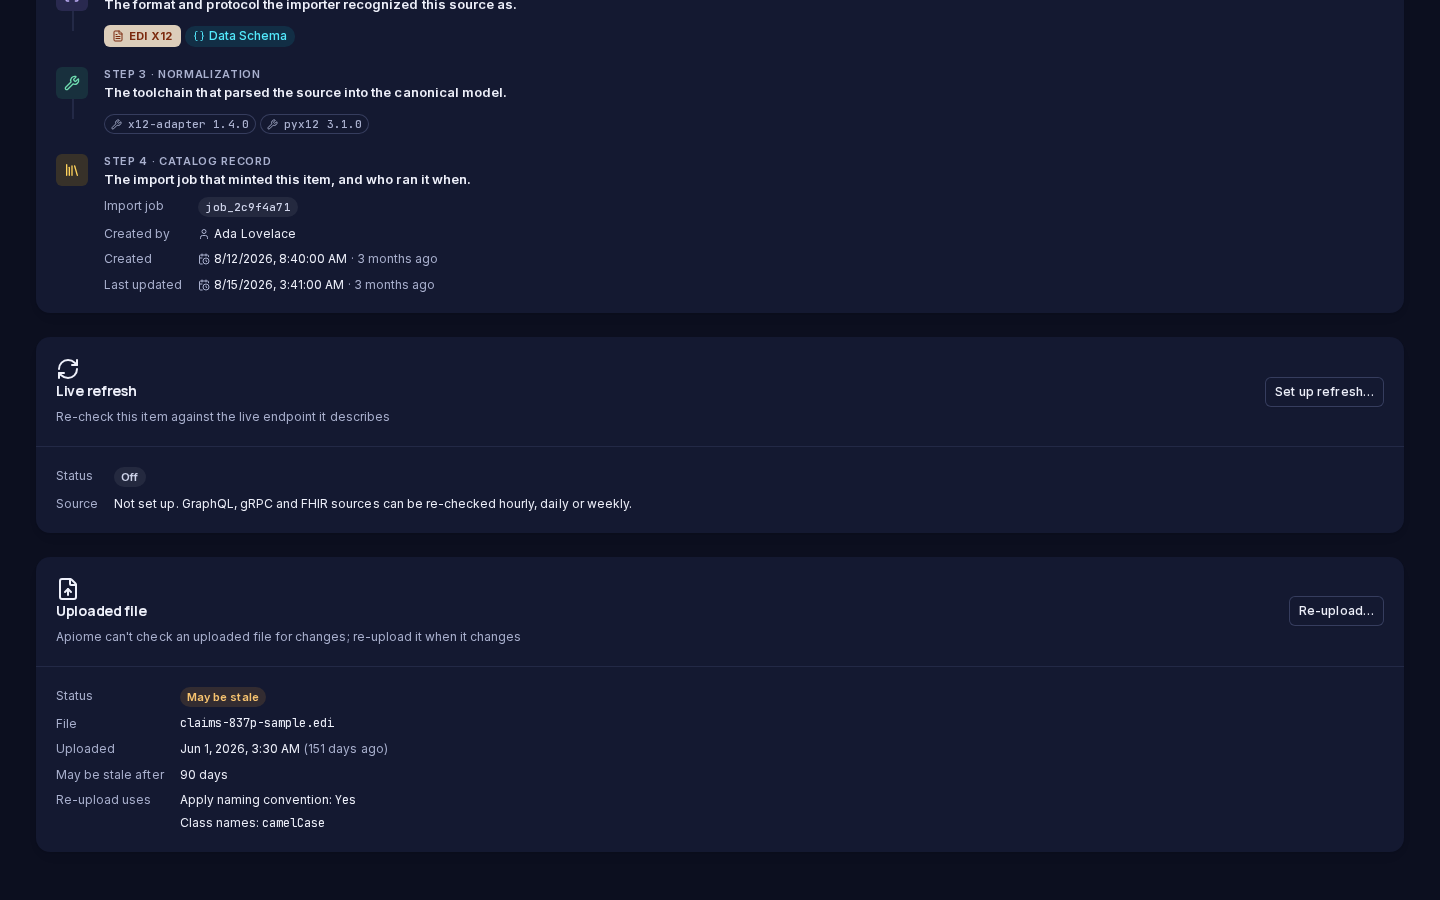 The format and protocol the importer recognized this source as.
EDI X12 {} Data Schema
STEP 3 · NORMALIZATION
The toolchain that parsed the source into the canonical model.
x12-adapter 1.4.0 pyx12 3.1.0
STEP 4 · CATALOG RECORD
The import job that minted this item, and who ran it when.
Import job job_2c9f4a71
Created by Ada Lovelace
Created 8/12/2026, 8:40:00 AM · 3 months ago
Last updated 8/15/2026, 3:41:00 AM · 3 months ago
Live refresh
Set up refresh...
Re-check this item against the live endpoint it describes
Status Off
Source Not set up. GraphQL, gRPC and FHIR sources can be re-checked hourly, daily or weekly.
Uploaded file
Re-upload...
Apiome can't check an uploaded file for changes; re-upload it when it changes
Status May be stale
File claims-837p-sample.edi
Uploaded Jun 1, 2026, 3:30 AM (151 days ago)
May be stale after 90 days
Re-upload uses Apply naming convention: Yes
Class names: camelCase